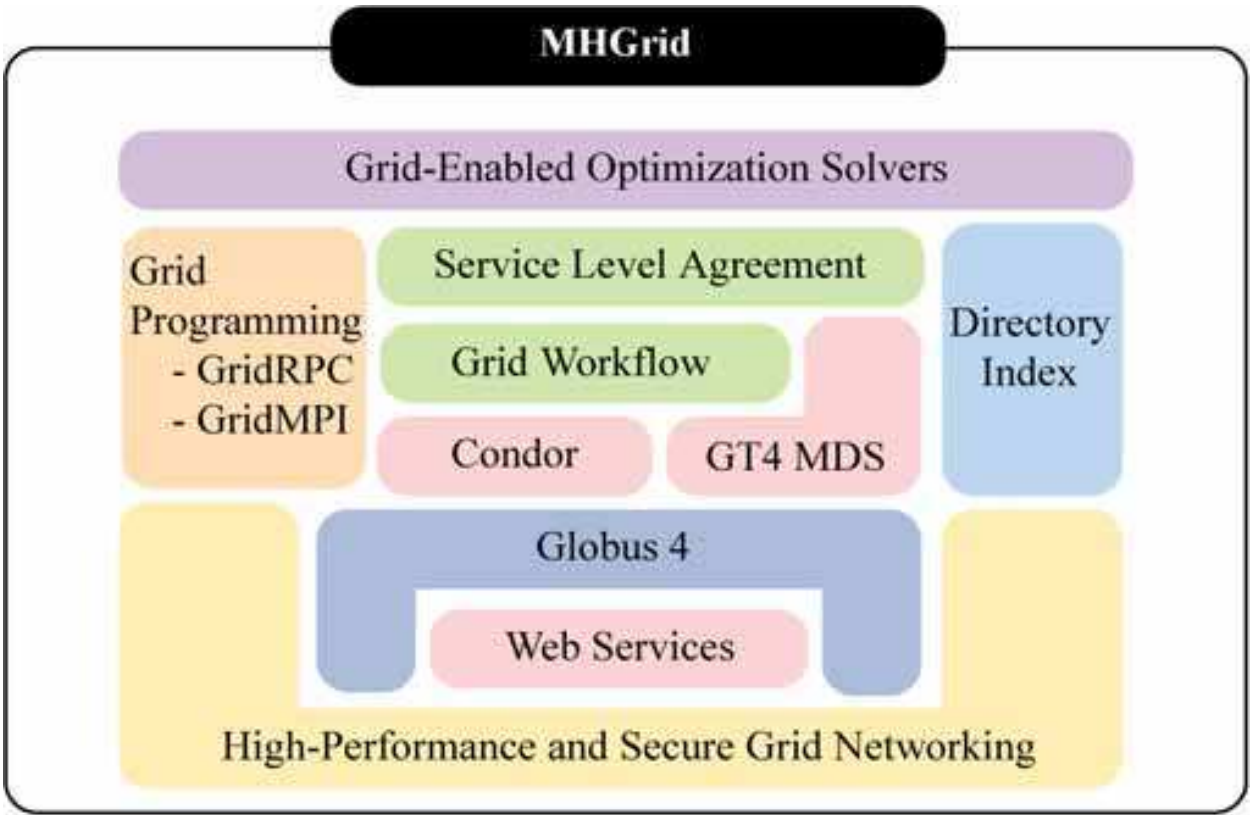 MHGrid
Grid-Enabled Optimization Solvers
Grid
Programming
- GridRPC
- GridMPI
Service Level Agreement
Grid Workflow
Condor
GT4 MDS
Directory
Index
Globus 4
Web Services
High-Performance and Secure Grid Networking